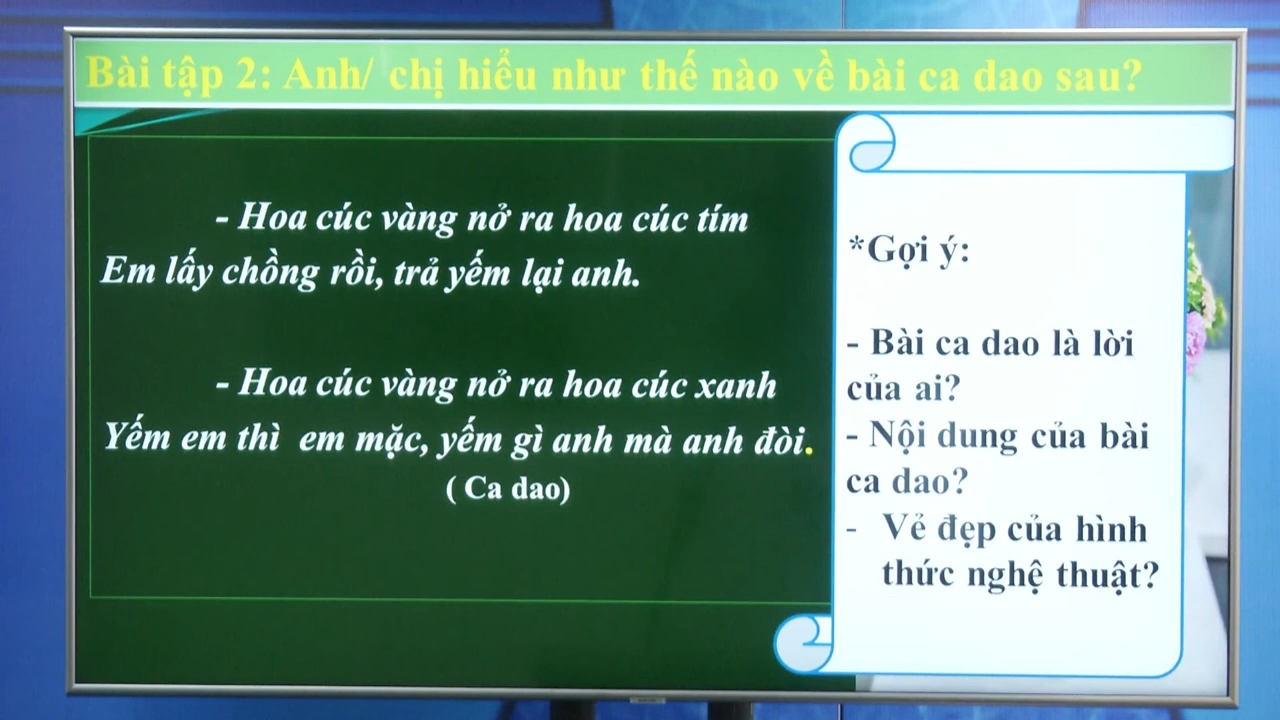 Bài tập 2: Anh/ chị hiểu như thế nào về bài ca dao sau?
- Hoa cúc vàng nở ra hoa cúc tím
Em lấy chồng rồi, trả yếm lại anh.
- Hoa cúc vàng nở ra hoa cúc xanh
Yếm em thì em mặc, yếm gì anh mà anh đòi.
( Ca dao)
*Gợi ý:
- Bài ca dao là lời
của ai?
- Nội dung của bài
ca dao?
- Vẻ đẹp của hình
thức nghệ thuật?